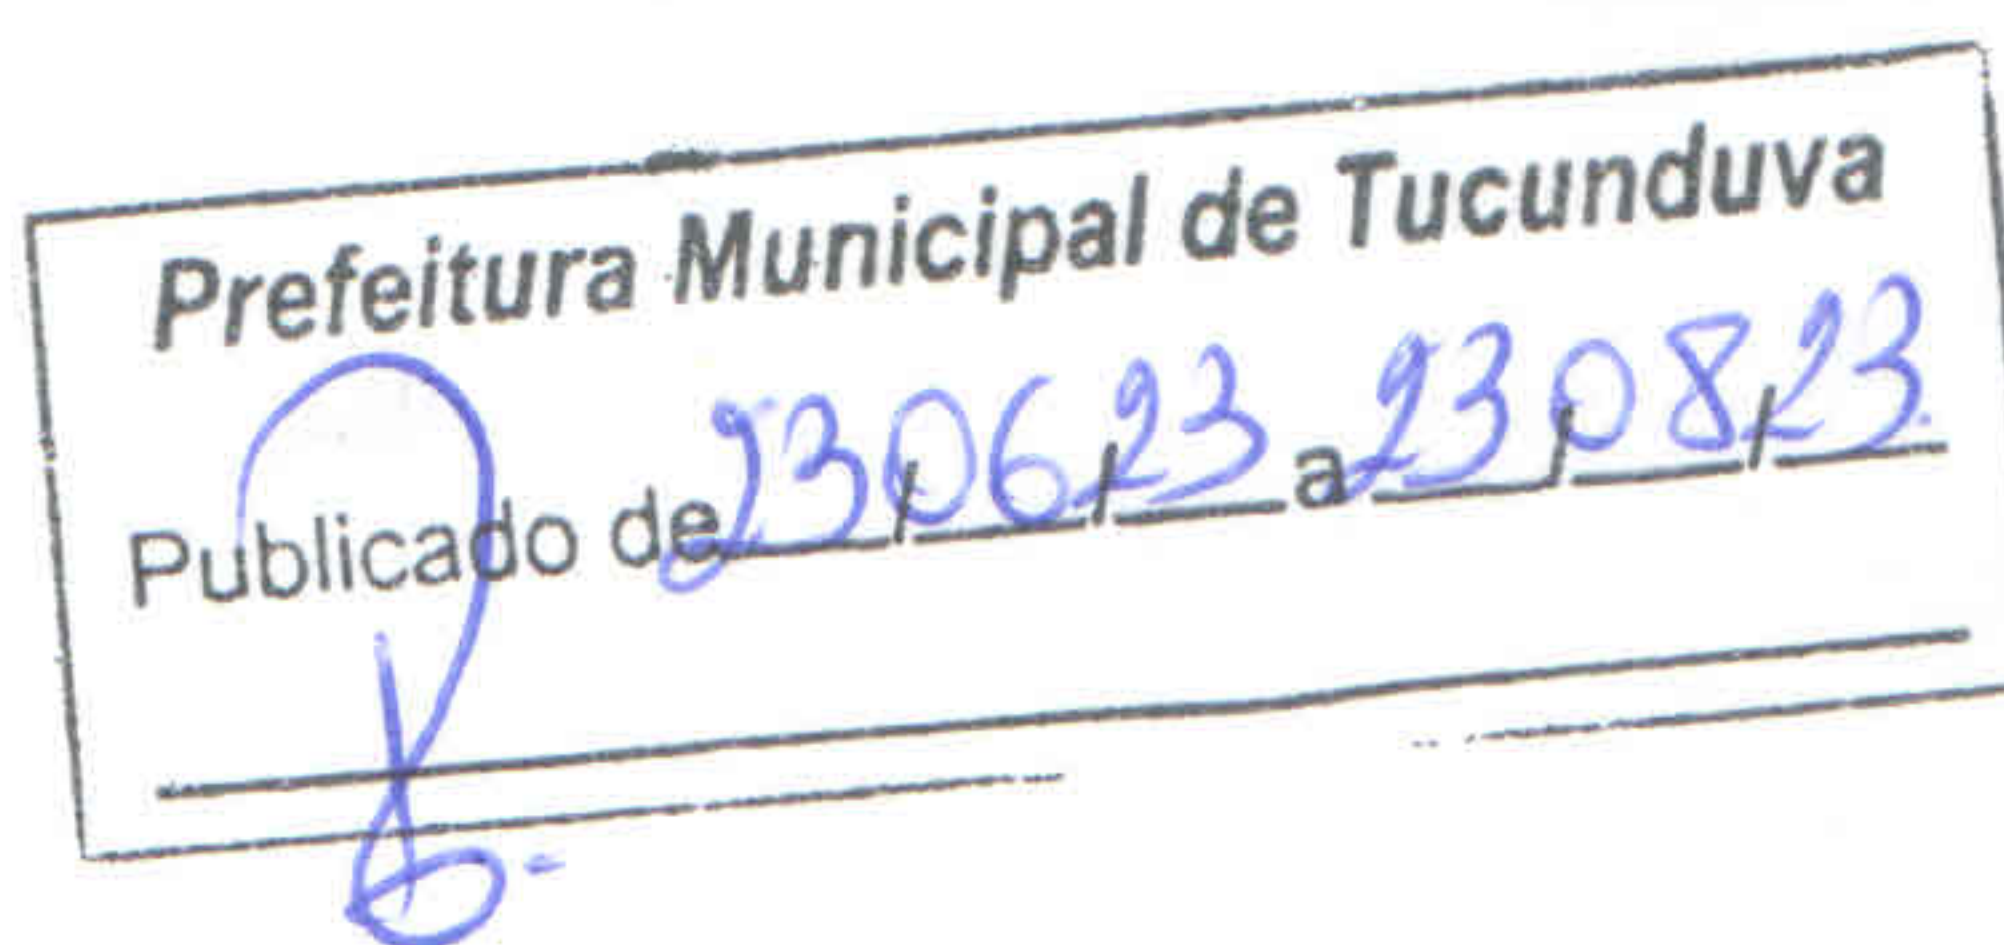 Prefeitura Municipal de Tucunduva
Publicado de 23/06/23 a 23/08/23